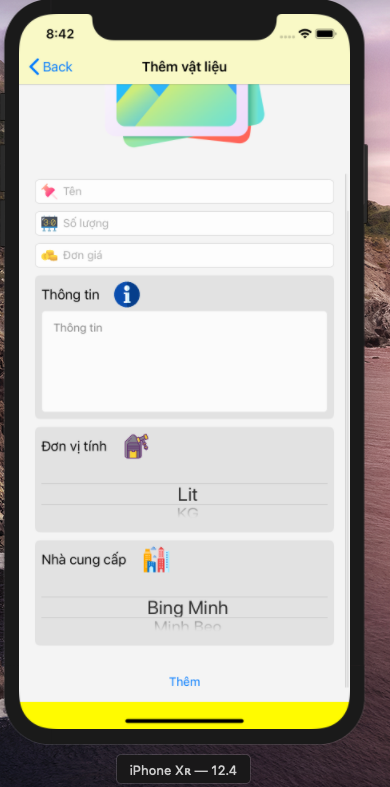 8:42
Back
Thêm vật liệu
Tên
Số lượng
Đơn giá
Thông tin
Thông tin
Đơn vị tính
Lit
KG
Nhà cung cấp
Bing Minh
Minh Beo
Thêm
iPhone Xʀ — 12.4